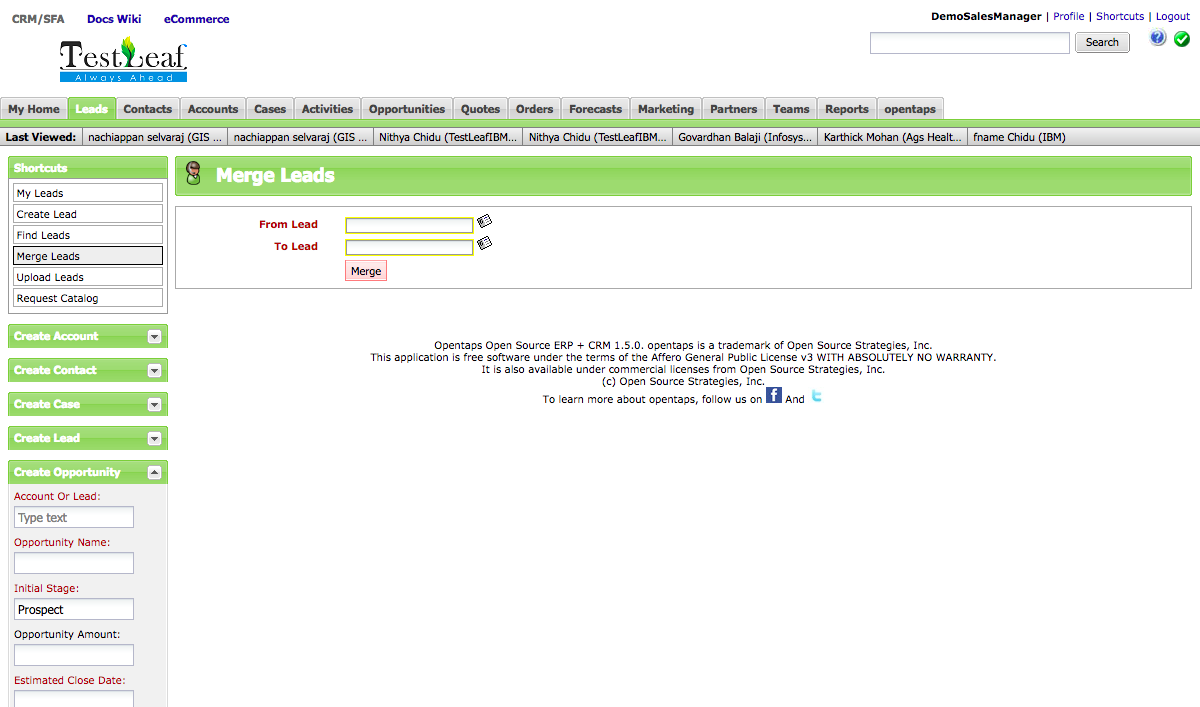 CRM/SFA Docs Wiki eCommerce
DemoSalesManager | Profile | Shortcuts | Logout
TestLeaf
Always Ahead
Search
My Home Leads Contacts Accounts Cases Activities Opportunities Quotes Orders Forecasts Marketing Partners Teams Reports opentaps
Last Viewed: nachiappan selvaraj (GIS ... nachiappan selvaraj (GIS ... Nithya Chidu (TestLeafIBM... Nithya Chidu (TestLeafIBM... Govardhan Balaji (Infosys... Karthick Mohan (Ags Healt... fname Chidu (IBM)
Shortcuts
My Leads
Create Lead
Find Leads
Merge Leads
Upload Leads
Request Catalog
Create Account
Create Contact
Create Case
Create Lead
Create Opportunity
Account Or Lead:
Type text
Opportunity Name:
Initial Stage:
Prospect
Opportunity Amount:
Estimated Close Date:
Merge Leads
From Lead
To Lead
Merge
Opentaps Open Source ERP + CRM 1.5.0. opentaps is a trademark of Open Source Strategies, Inc.
This application is free software under the terms of the Affero General Public License v3 WITH ABSOLUTELY NO WARRANTY.
It is also available under commercial licenses from Open Source Strategies, Inc.
(c) Open Source Strategies, Inc.
To learn more about opentaps, follow us on f And t